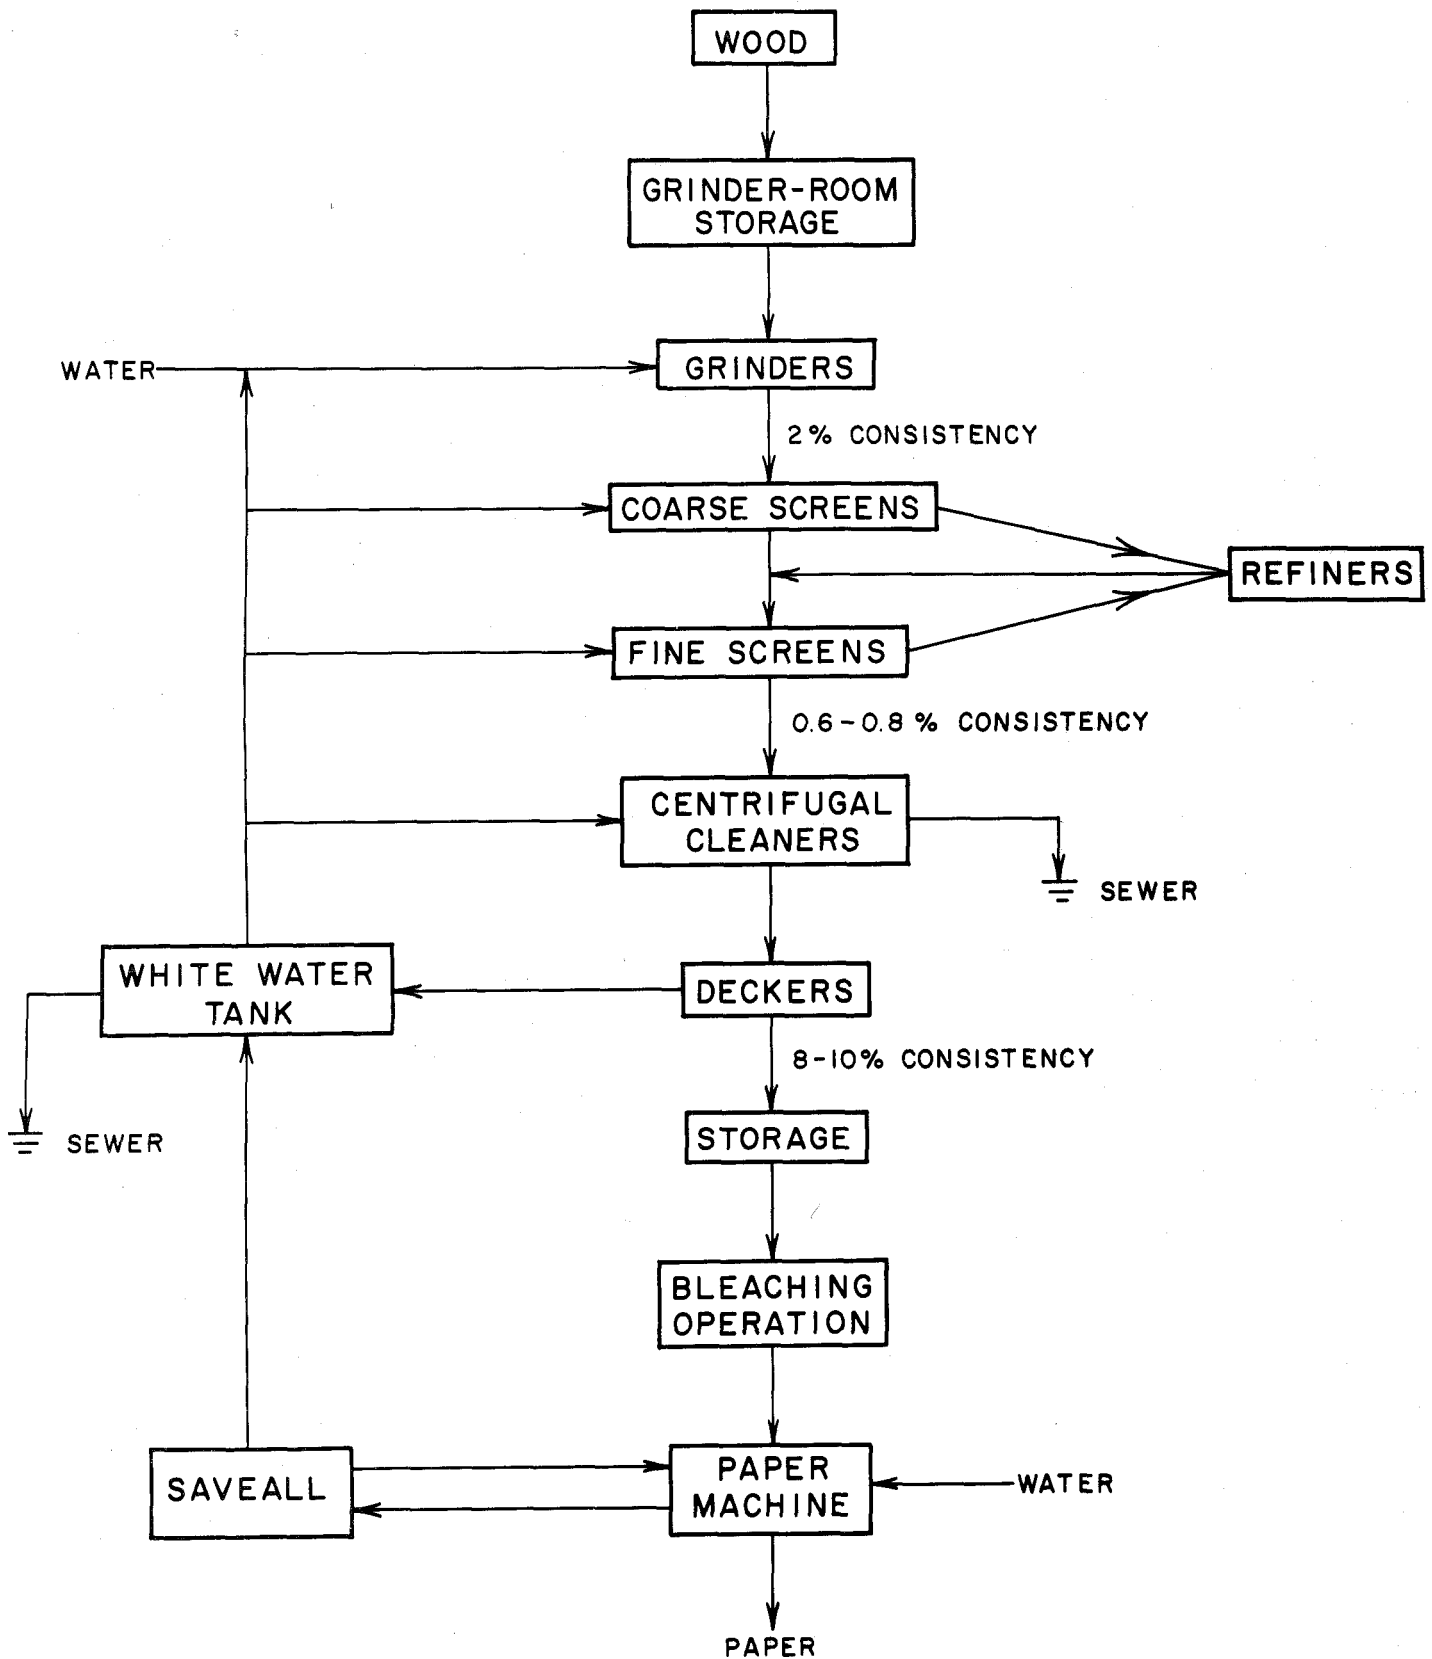 WOOD
GRINDER-ROOM
STORAGE
WATER
GRINDERS
2% CONSISTENCY
COARSE SCREENS
REFINERS
FINE SCREENS
0.6-0.8% CONSISTENCY
CENTRIFUGAL
CLEANERS
SEWER
WHITE WATER
TANK
DECKERS
8-10% CONSISTENCY
SEWER
STORAGE
BLEACHING
OPERATION
SAVEALL
PAPER
MACHINE
WATER
PAPER